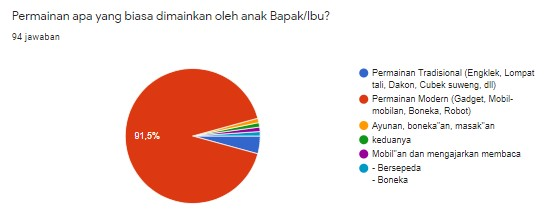 Permainan apa yang biasa dimainkan oleh anak Bapak/Ibu?
94 jawaban
91,5%
Permainan Tradisional (Engklek, Lompat
tali, Dakon, Cubek suweng, dll)
Permainan Modern (Gadget, Mobil-
mobilan, Boneka, Robot)
Ayunan, boneka"an, masak"an
keduanya
Mobil"an dan mengajarkan membaca
- Bersepeda
- Boneka